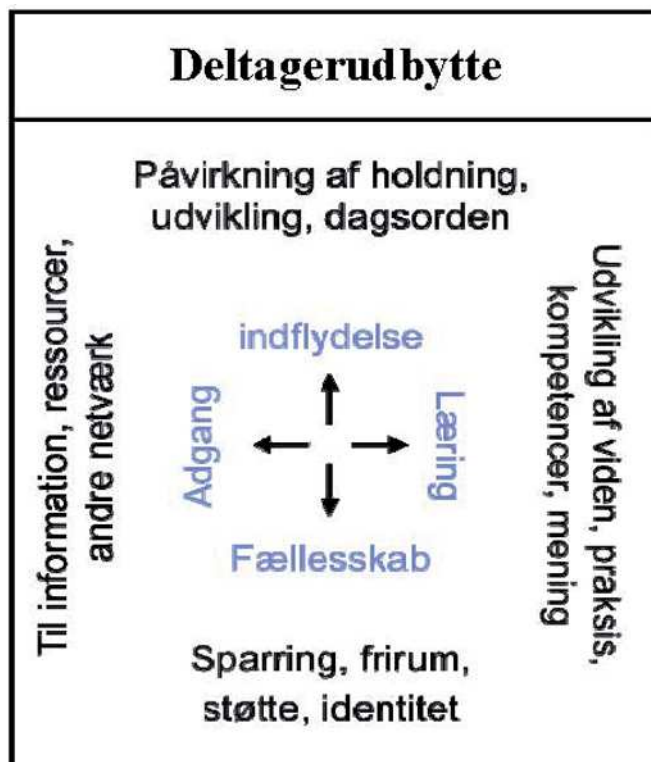 Deltagerudbytte
Påvirkning af holdning,
udvikling, dagsorden
Til information, ressourcer,
andre netværk
indflydelse
Adgang
Læring
Fællesskab
Udvikling af viden, praksis,
kompetencer, mening
Sparring, frirum,
støtte, identitet